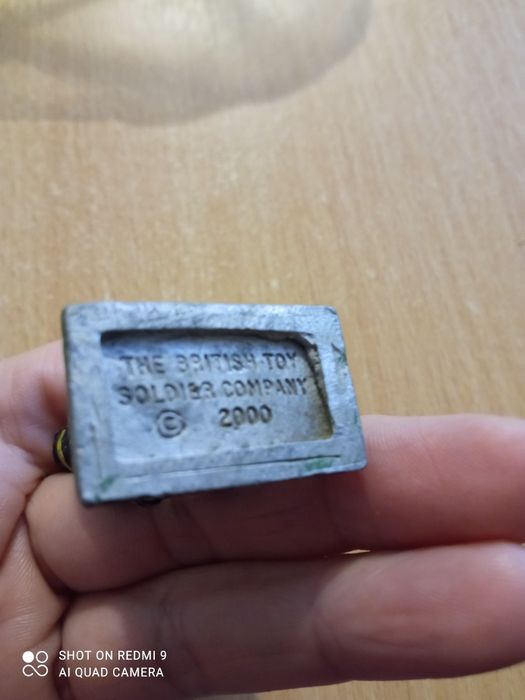 THE BRITISH TOY
SOLDIER COMPANY
© 2000
SHOT ON REDMI 9
AI QUAD CAMERA